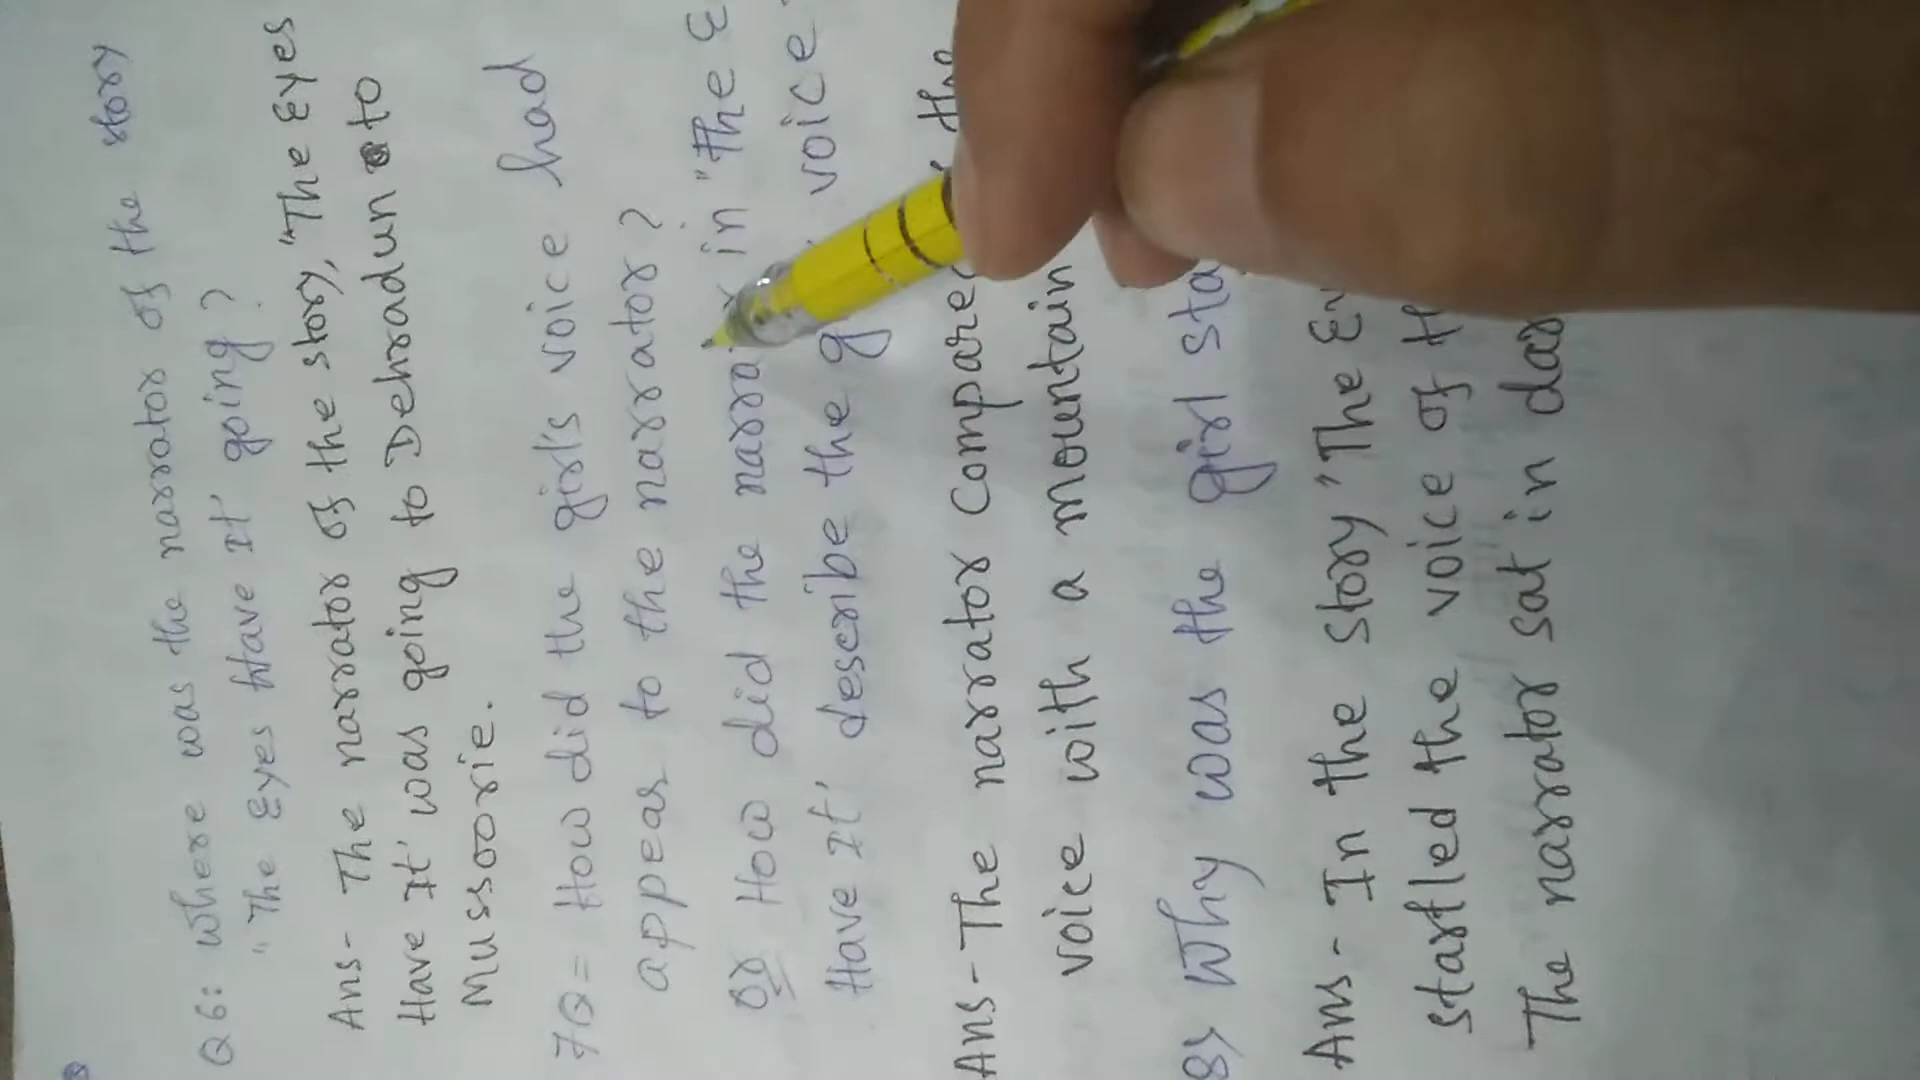 Q6: Where was the narrator of the story
"The Eyes Have It' going?
Ans- The narrator of the story, "The Eyes
Have It' was going to Dehradun to
Mussoorie.
7Q= How did the girl's voice had
appear to the narrator?
Or How did the in "The E
Have It' describe the voice
Ans- The narrator compared the
voice with a mountain
8) Why was the girl sta
Ans- In the story 'The Ey
startled the voice of th
The narrator sat in dar